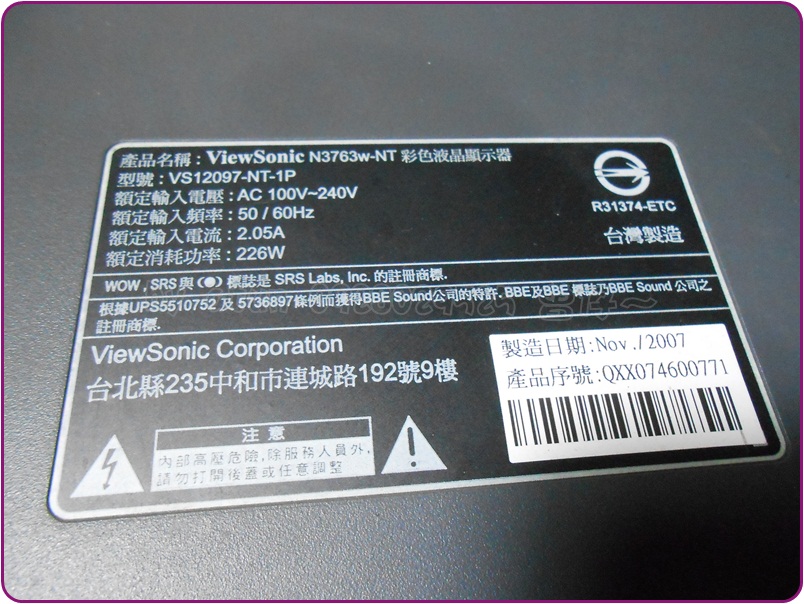 產品名稱：ViewSonic N3763w-NT 彩色液晶顯示器
型號：VS12097-NT-1P
額定輸入電壓：AC 100V~240V
額定輸入頻率：50 / 60Hz
額定輸入電流：2.05A
額定消耗功率：226W
R31374-ETC
台灣製造
WOW , SRS與 標誌是 SRS Labs, Inc. 的註冊商標.
根據UPS5510752 及 5736897條例而獲得BBE Sound公司的特許. BBE及BBE 標誌乃BBE Sound 公司之
註冊商標.
ViewSonic Corporation
台北縣235中和市連城路192號9樓
製造日期:Nov./2007
產品序號:QXX074600771
注意
內部高壓危險,除服務人員外,
請勿打開後蓋或任意調整